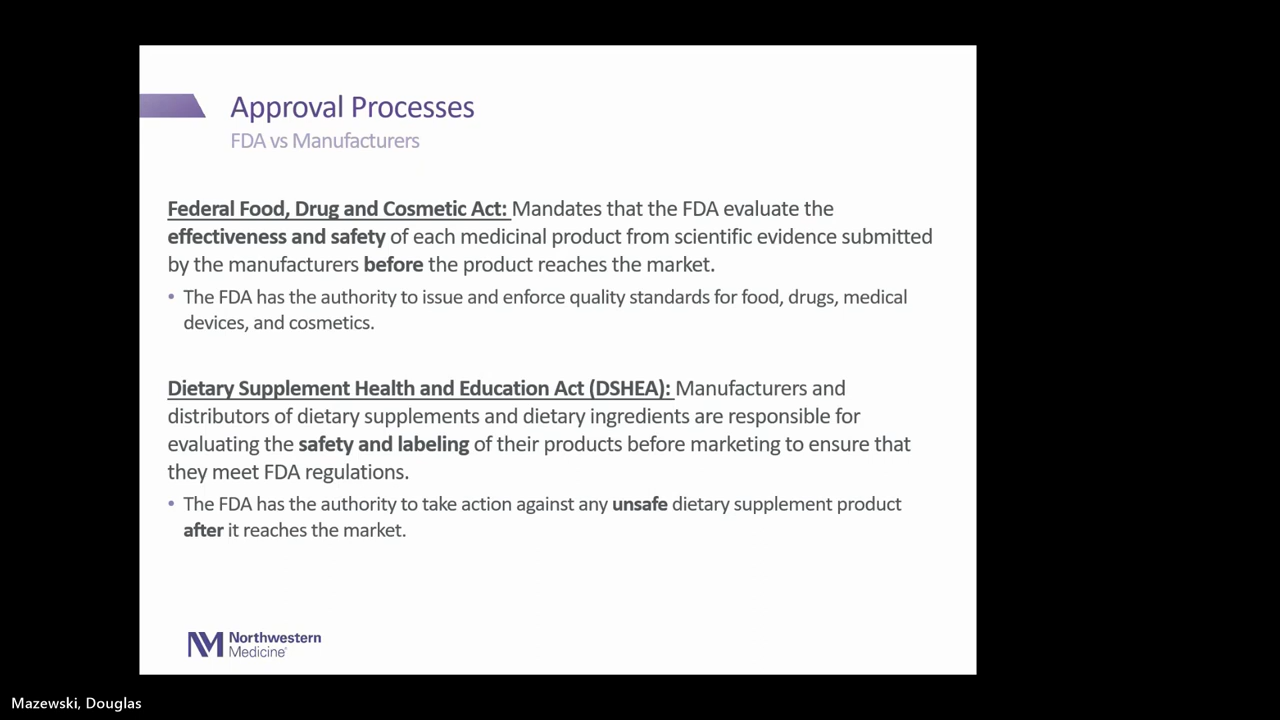 Approval Processes
FDA vs Manufacturers
Federal Food, Drug and Cosmetic Act: Mandates that the FDA evaluate the
effectiveness and safety of each medicinal product from scientific evidence submitted
by the manufacturers before the product reaches the market.
• The FDA has the authority to issue and enforce quality standards for food, drugs, medical
devices, and cosmetics.
Dietary Supplement Health and Education Act (DSHEA): Manufacturers and
distributors of dietary supplements and dietary ingredients are responsible for
evaluating the safety and labeling of their products before marketing to ensure that
they meet FDA regulations.
• The FDA has the authority to take action against any unsafe dietary supplement product
after it reaches the market.
NM Northwestern
Medicine®
Mazewski, Douglas